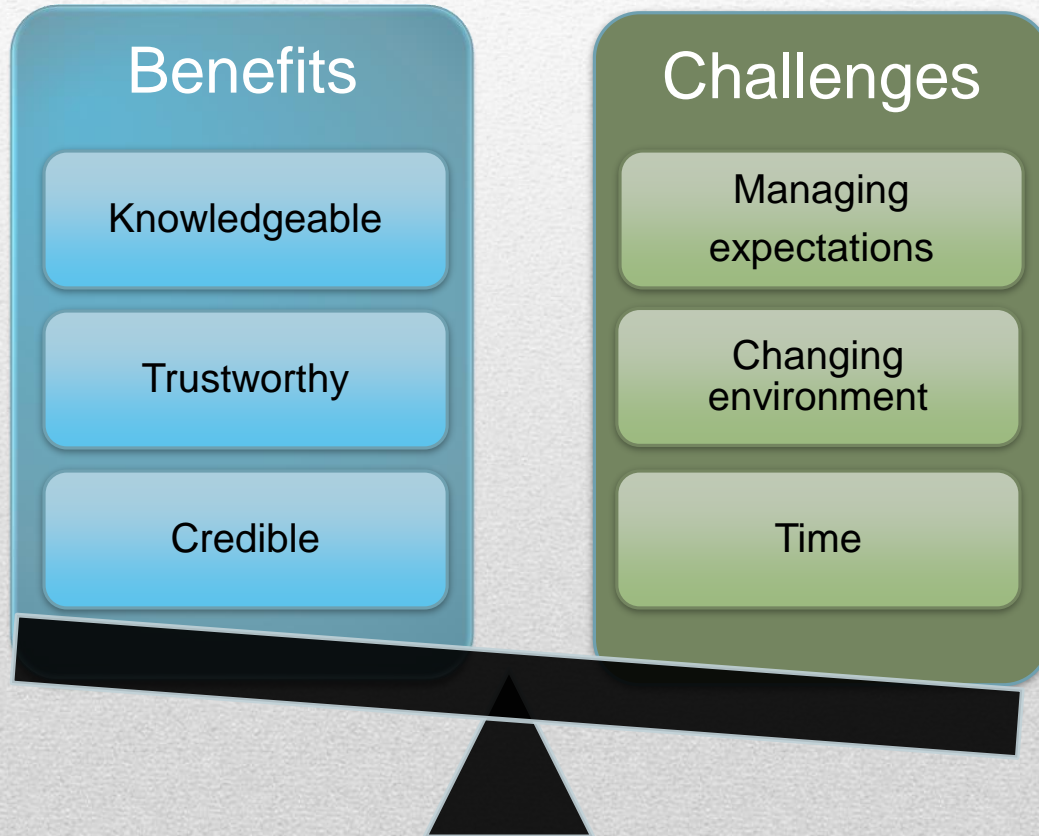 Benefits
Knowledgeable
Trustworthy
Credible
Challenges
Managing
expectations
Changing
environment
Time